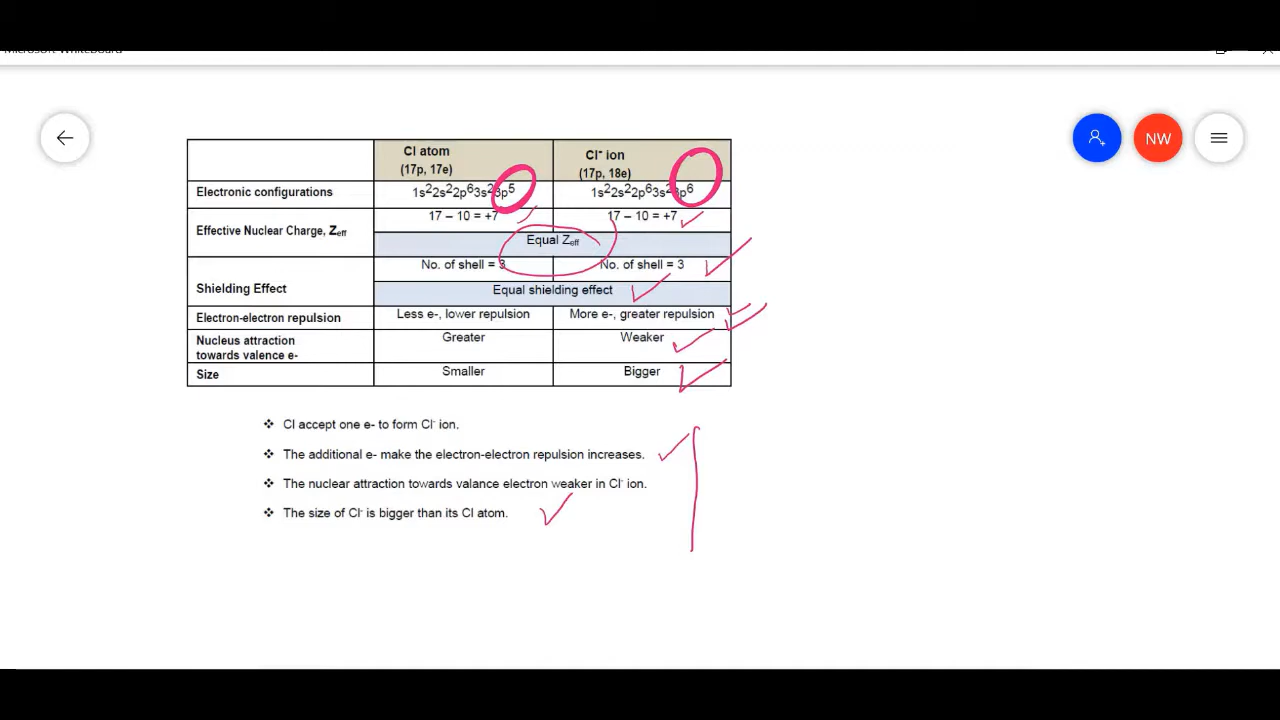 Microsoft Whiteboard
NW
Cl atom
(17p, 17e)
Cl⁻ ion
(17p, 18e)
Electronic configurations
1s²2s²2p⁶3s²3p⁵
1s²2s²2p⁶3s²3p⁶
Effective Nuclear Charge, Zeff
17 – 10 = +7
17 – 10 = +7
Equal Zeff
Shielding Effect
No. of shell = 3
No. of shell = 3
Equal shielding effect
Electron-electron repulsion
Less e-, lower repulsion
More e-, greater repulsion
Nucleus attraction
towards valence e-
Greater
Weaker
Size
Smaller
Bigger
❖ Cl accept one e- to form Cl⁻ ion.
❖ The additional e- make the electron-electron repulsion increases.
❖ The nuclear attraction towards valance electron weaker in Cl⁻ ion.
❖ The size of Cl⁻ is bigger than its Cl atom.